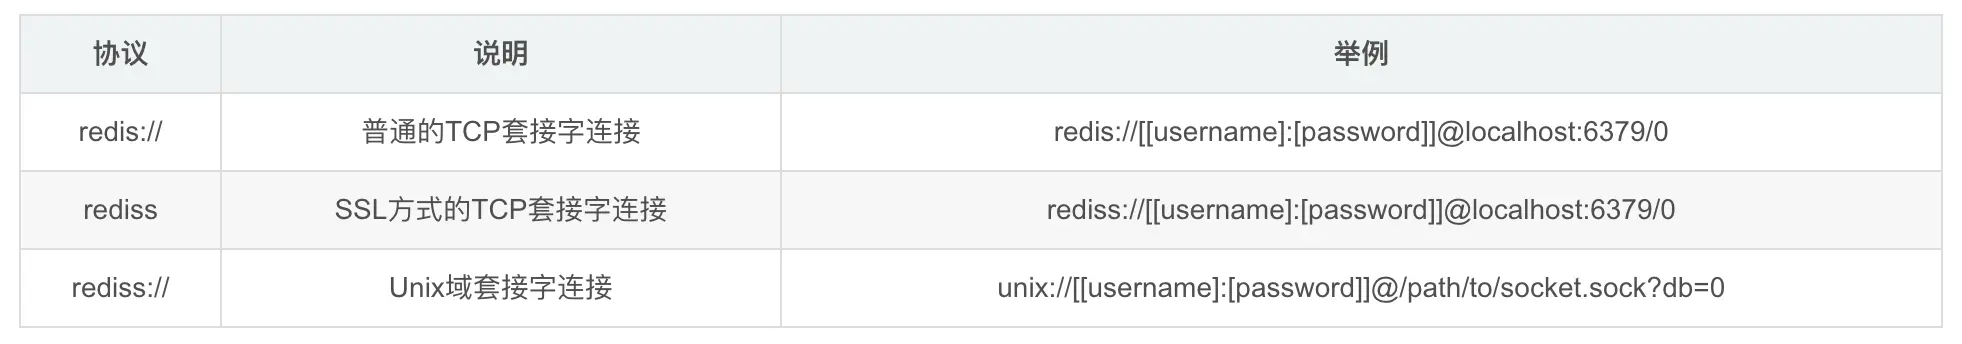 协议 说明 举例
redis:// 普通的TCP套接字连接 redis://[[username]:[password]]@localhost:6379/0
rediss SSL方式的TCP套接字连接 rediss://[[username]:[password]]@localhost:6379/0
rediss:// Unix域套接字连接 unix://[[username]:[password]]@/path/to/socket.sock?db=0